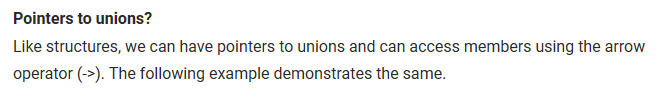 Pointers to unions?
Like structures, we can have pointers to unions and can access members using the arrow
operator (->). The following example demonstrates the same.